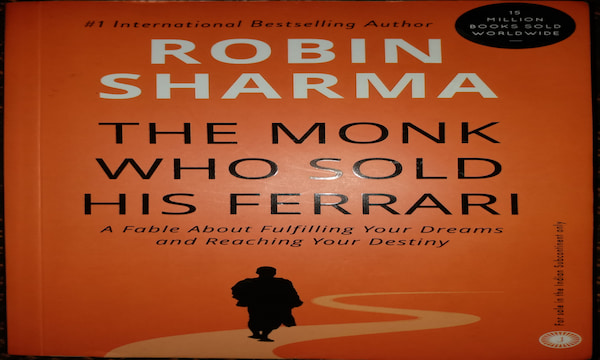 #1 International Bestselling Author
15
MILLION
BOOKS SOLD
WORLDWIDE
ROBIN
SHARMA
THE MONK
WHO SOLD
HIS FERRARI
A Fable About Fulfilling Your Dreams
and Reaching Your Destiny
For sale in the Indian Subcontinent only
J